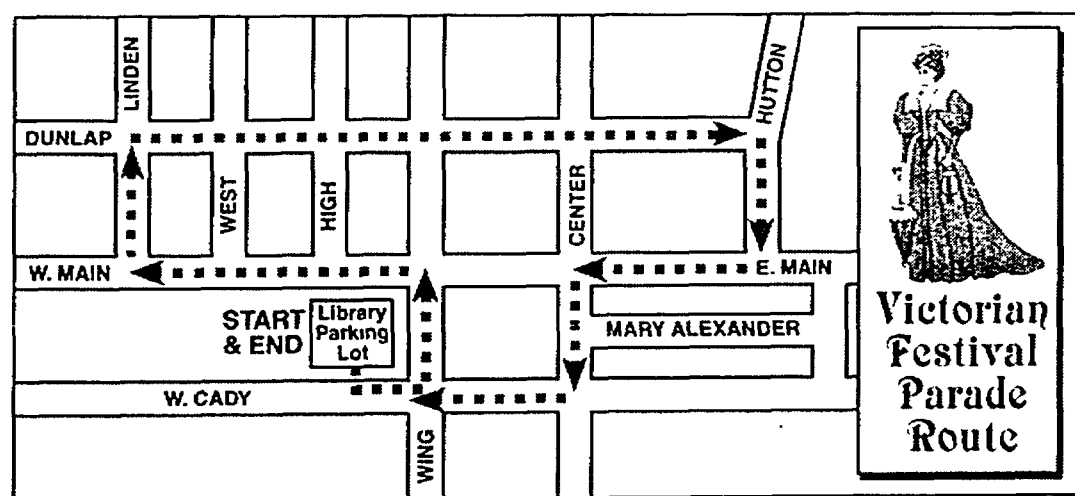 LINDEN
HUTTON
DUNLAP
WEST
HIGH
CENTER
W. MAIN
E. MAIN
START
& END
Library
Parking
Lot
MARY ALEXANDER
W. CADY
WING
Victorian
Festival
Parade
Route